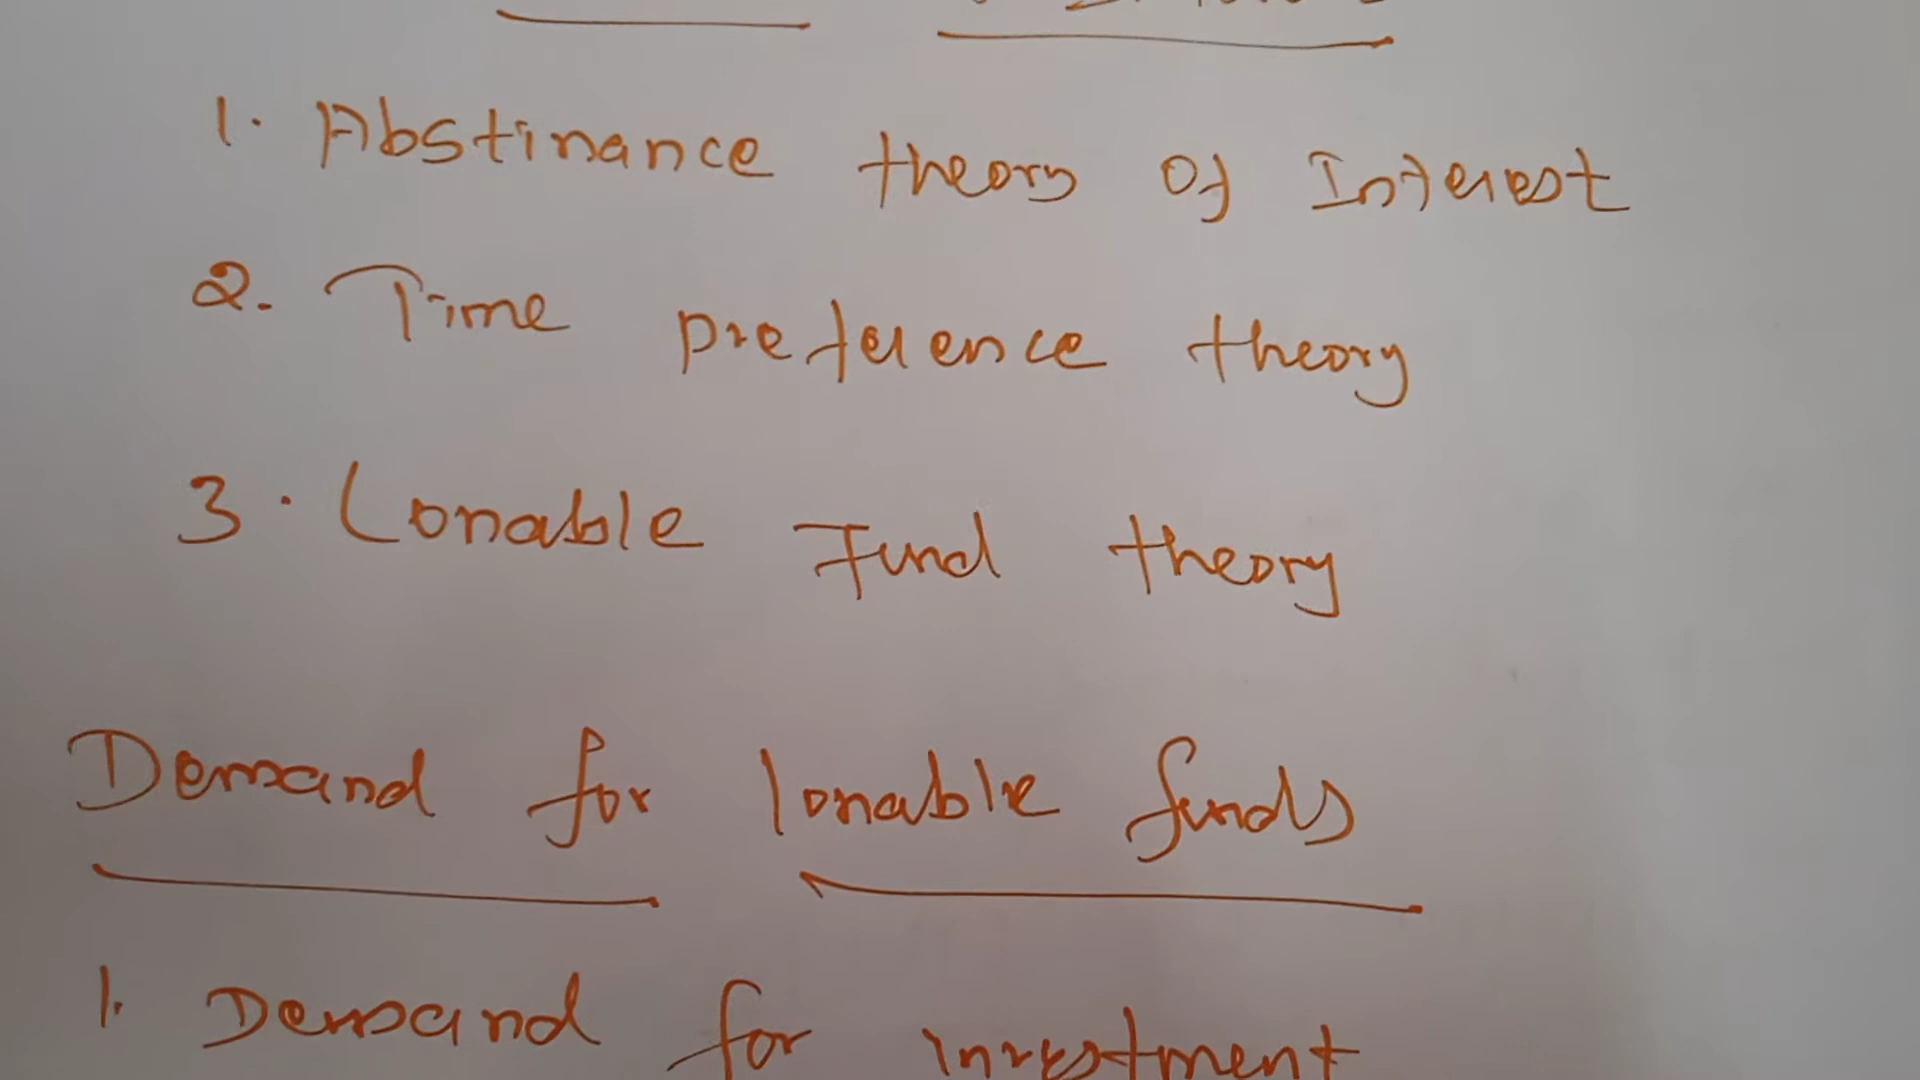 1. Abstinance theory of Interest
2. Time preference theory
3. Lonable Fund theory
Demand for lonable funds
1. Demand for investment